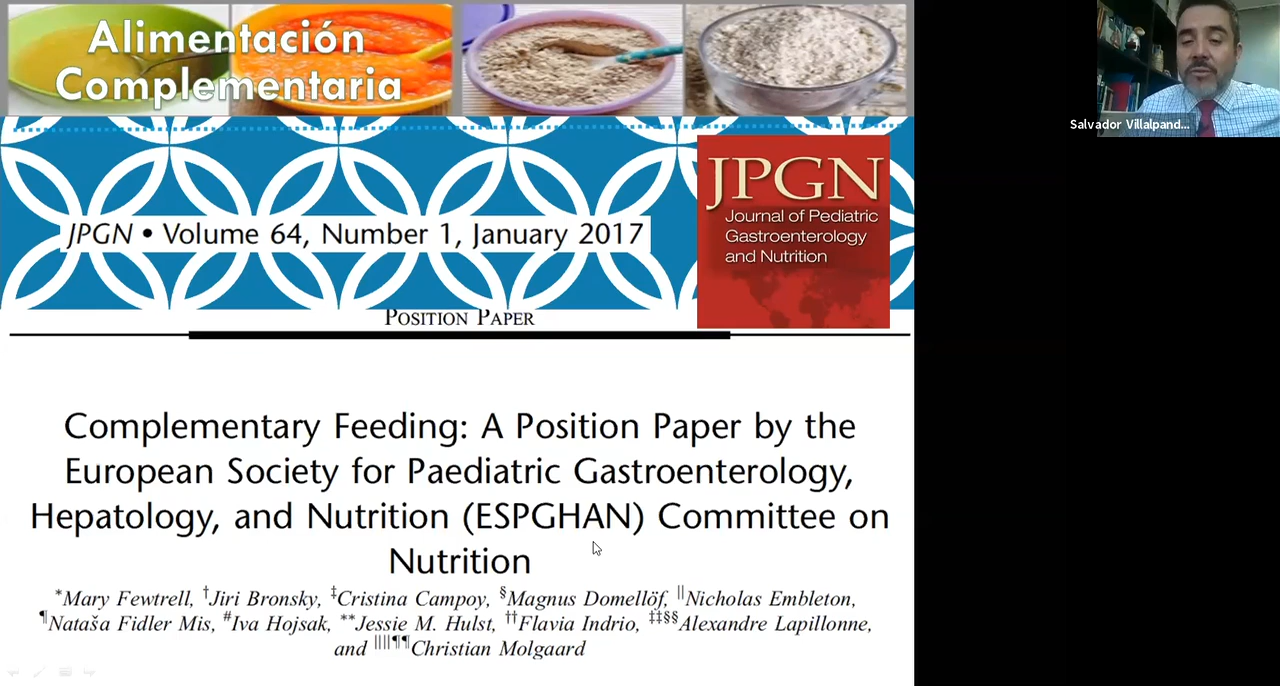 Alimentación
Complementaria
Salvador Villalpand...
JPGN
Journal of Pediatric
Gastroenterology
and Nutrition
JPGN • Volume 64, Number 1, January 2017
POSITION PAPER
Complementary Feeding: A Position Paper by the
European Society for Paediatric Gastroenterology,
Hepatology, and Nutrition (ESPGHAN) Committee on
Nutrition
*Mary Fewtrell, †Jiri Bronsky, ‡Cristina Campoy, §Magnus Domellöf, ||Nicholas Embleton,
¶Nataša Fidler Mis, #Iva Hojsak, **Jessie M. Hulst, ††Flavia Indrio, ‡‡§§Alexandre Lapillonne,
and ||||¶¶Christian Molgaard